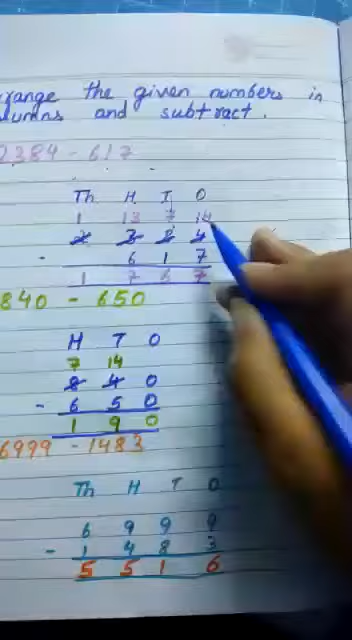 range the given numbers in
lumns and subtract.
2384 - 617
Th H T O
1 13 7 14
2 3 8 4
- 6 1 7
1 7 6 7
840 - 650
H T O
7 14
8 4 0
- 6 5 0
1 9 0
6999 - 1483
Th H T O
6 9 9 9
- 1 4 8 3
5 5 1 6